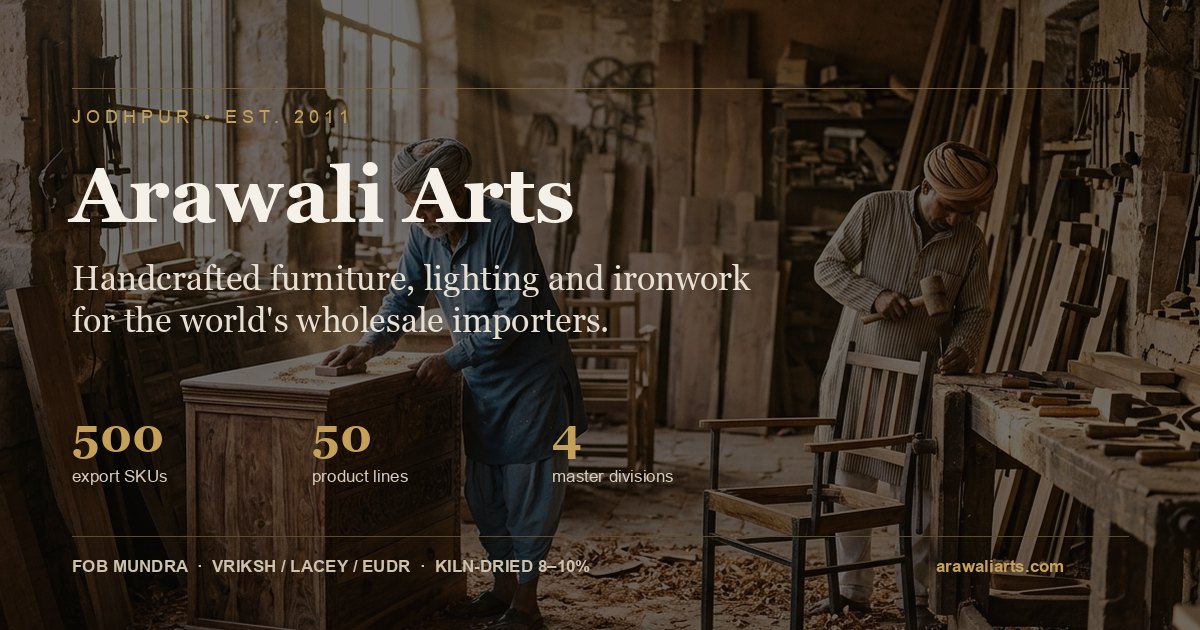 JODHPUR • EST. 2011
Arawali Arts
Handcrafted furniture, lighting and ironwork
for the world's wholesale importers.
500 50 4
export SKUs product lines master divisions
FOB MUNDRA · VRIKSH / LACEY / EUDR · KILN-DRIED 8–10% arawaliarts.com